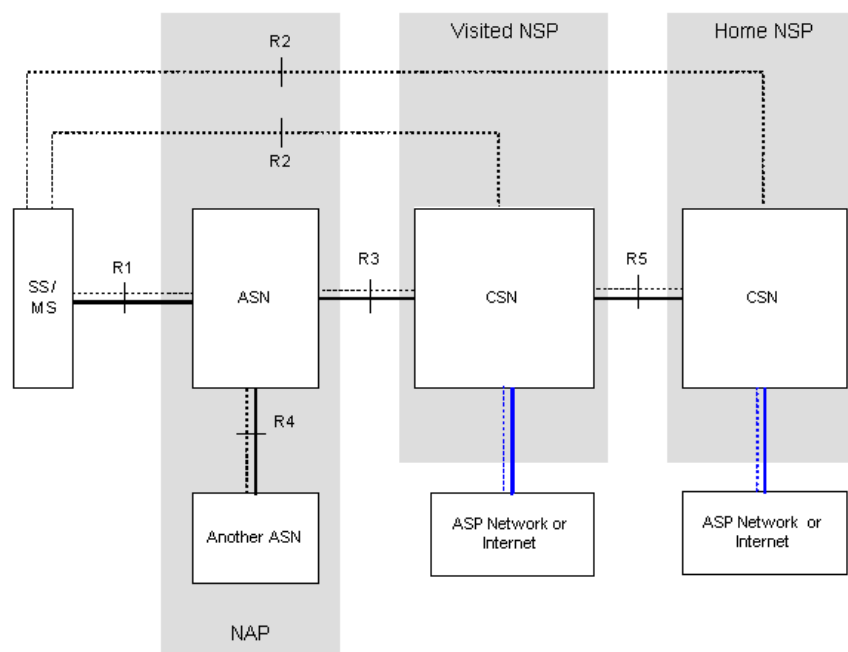 Visited NSP
Home NSP
R2
R2
R1
R3
R5
SS/
MS
ASN
CSN
CSN
R4
Another ASN
ASP Network or
Internet
ASP Network or
Internet
NAP